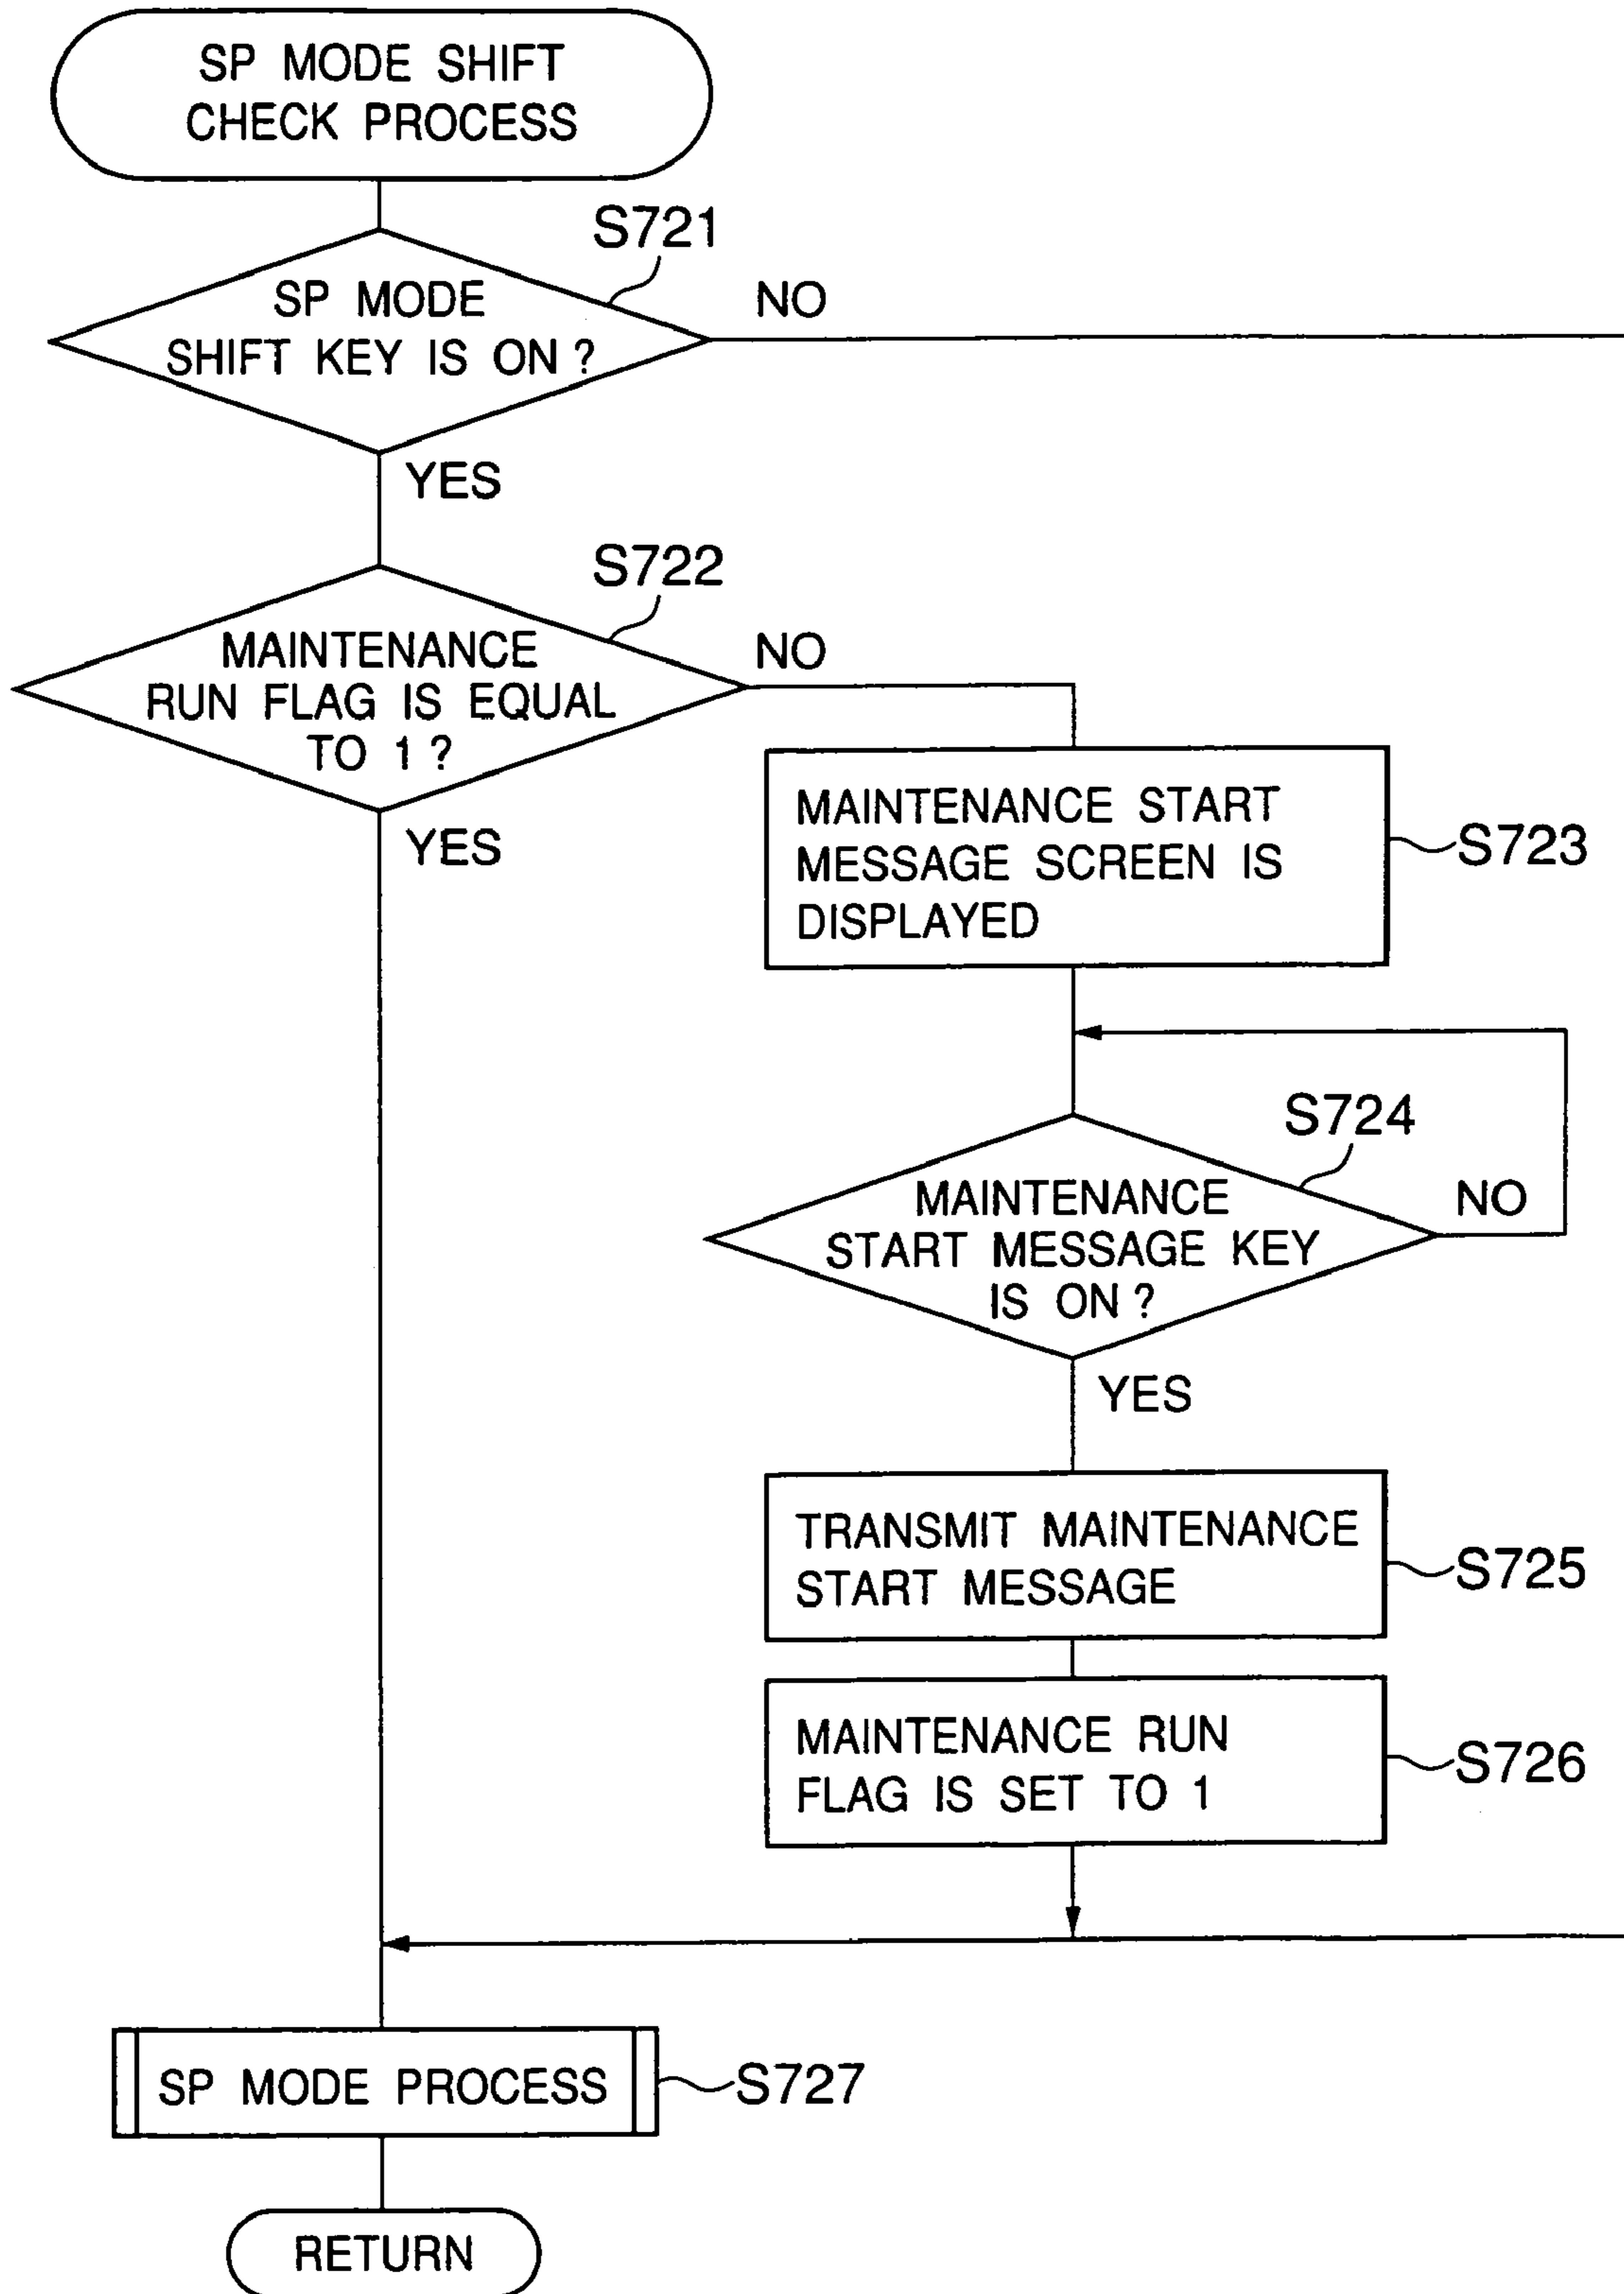 SP MODE SHIFT
CHECK PROCESS
S721
SP MODE
SHIFT KEY IS ON ?
NO
YES
S722
MAINTENANCE
RUN FLAG IS EQUAL
TO 1 ?
NO
YES
MAINTENANCE START
MESSAGE SCREEN IS
DISPLAYED
S723
S724
MAINTENANCE
START MESSAGE KEY
IS ON ?
NO
YES
TRANSMIT MAINTENANCE
START MESSAGE
S725
MAINTENANCE RUN
FLAG IS SET TO 1
S726
SP MODE PROCESS
S727
RETURN